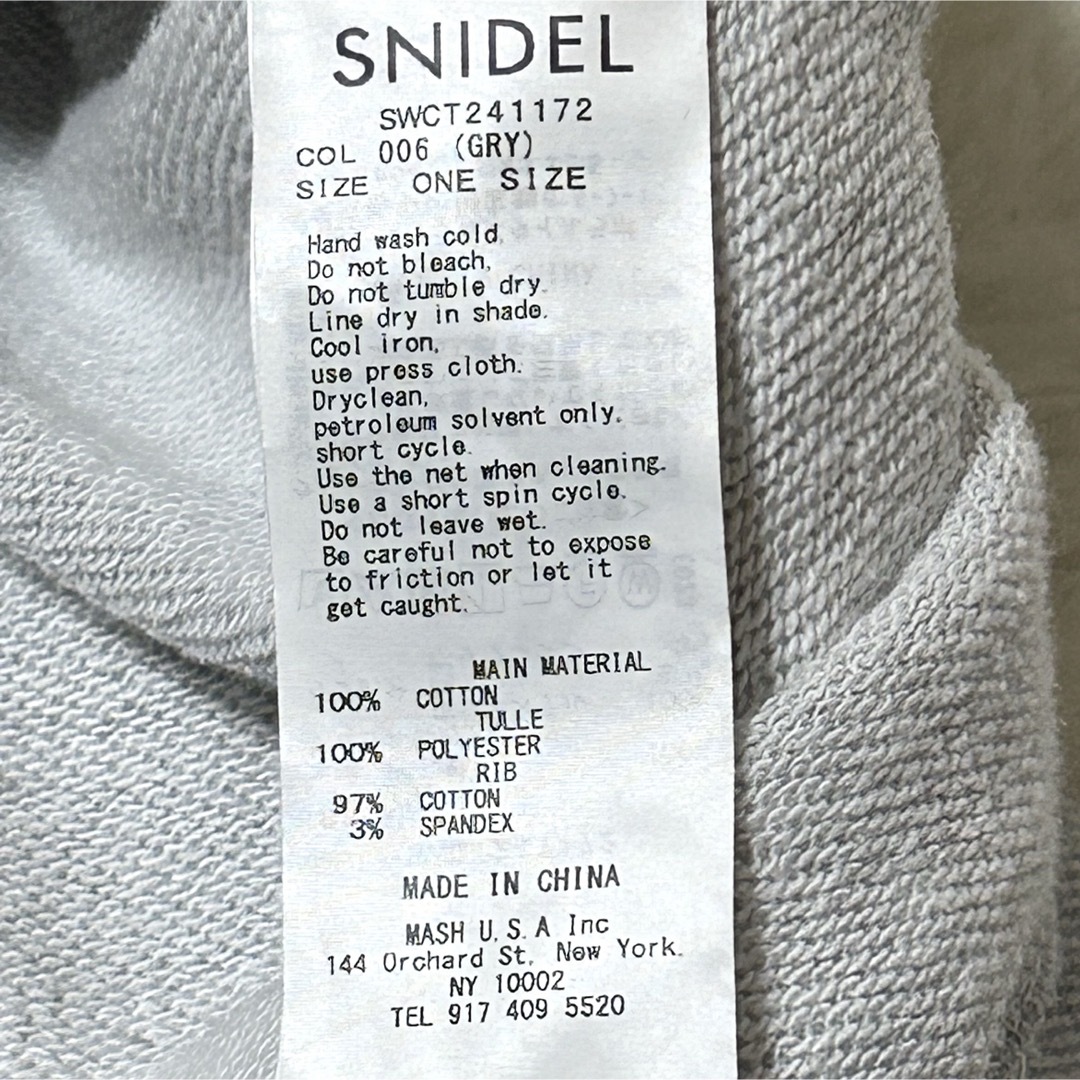 SNIDEL
SWCT241172
COL 006 (GRY)
SIZE ONE SIZE
Hand wash cold.
Do not bleach,
Do not tumble dry.
Line dry in shade.
Cool iron,
use press cloth.
Dryclean,
petroleum solvent only.
short cycle.
Use the net when cleaning.
Use a short spin cycle.
Do not leave wet.
Be careful not to expose
to friction or let it
get caught.
MAIN MATERIAL
100% COTTON
TULLE
100% POLYESTER
RIB
97% COTTON
3% SPANDEX
MADE IN CHINA
MASH U.S.A Inc
144 Orchard St. New York.
NY 10002
TEL 917 409 5520